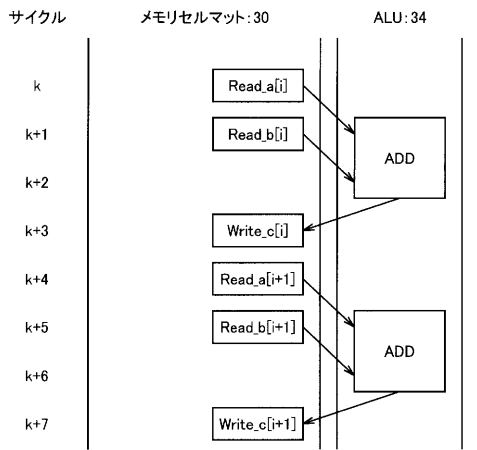 サイクル メモリセルマット:30 ALU:34
k Read_a[i]
k+1 Read_b[i]
ADD
k+2
k+3 Write_c[i]
k+4 Read_a[i+1]
k+5 Read_b[i+1]
ADD
k+6
k+7 Write_c[i+1]